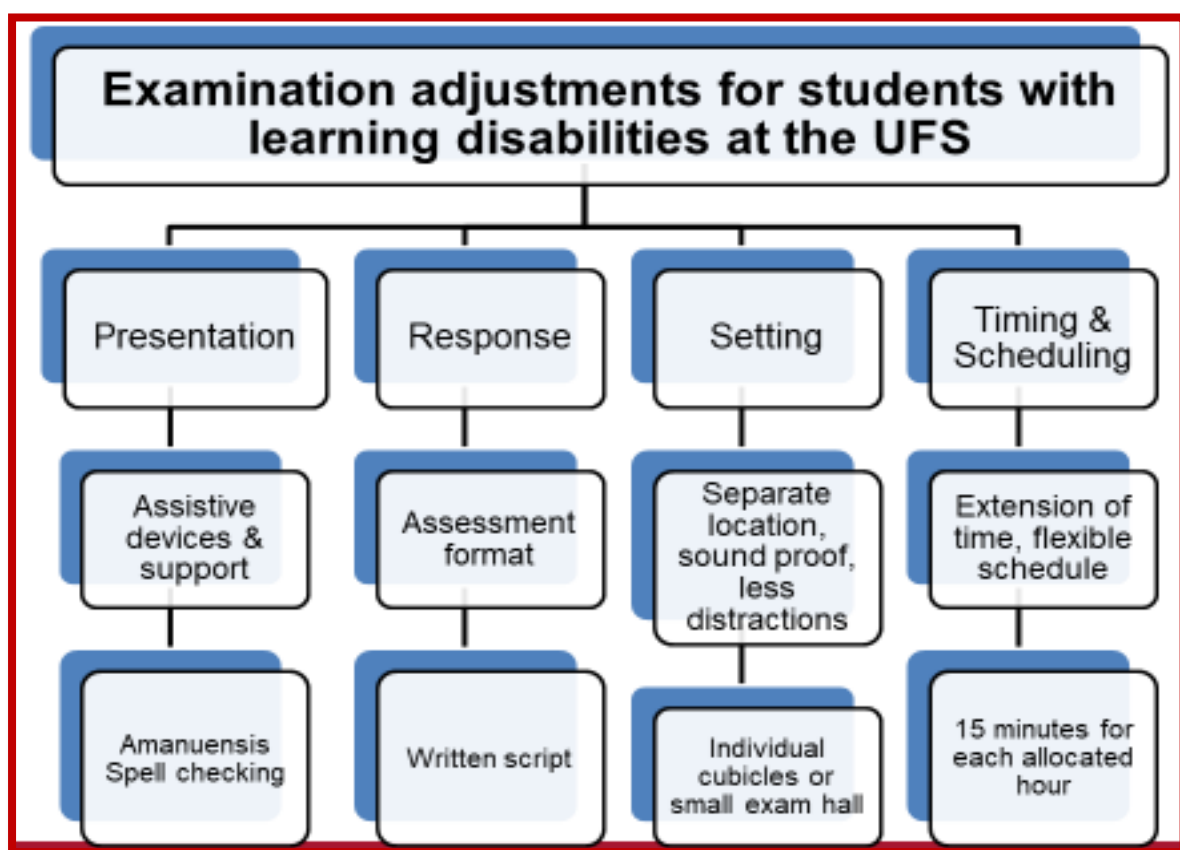 Examination adjustments for students with
learning disabilities at the UFS
Presentation
Response
Setting
Timing &
Scheduling
Assistive
devices &
support
Assessment
format
Separate
location,
sound proof,
less
distractions
Extension of
time, flexible
schedule
Amanuensis
Spell checking
Written script
Individual
cubicles or
small exam hall
15 minutes for
each allocated
hour